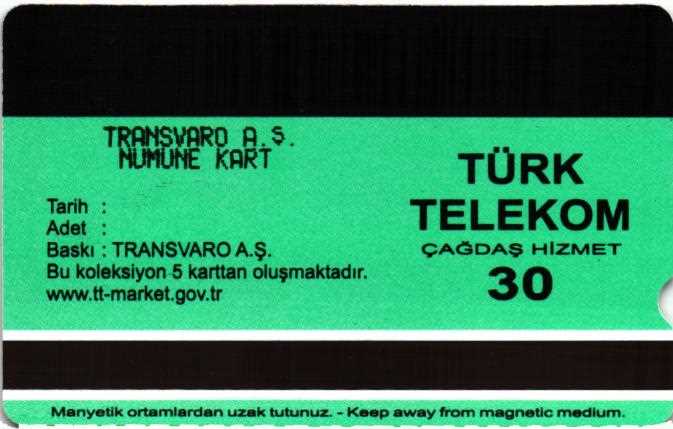 TRANSVARO A.Ş.
NUMUNE KART
Tarih :
Adet :
Baskı : TRANSVARO A.Ş.
Bu koleksiyon 5 karttan oluşmaktadır.
www.tt-market.gov.tr
TÜRK
TELEKOM
ÇAĞDAŞ HİZMET
30
Manyetik ortamlardan uzak tutunuz. - Keep away from magnetic medium.